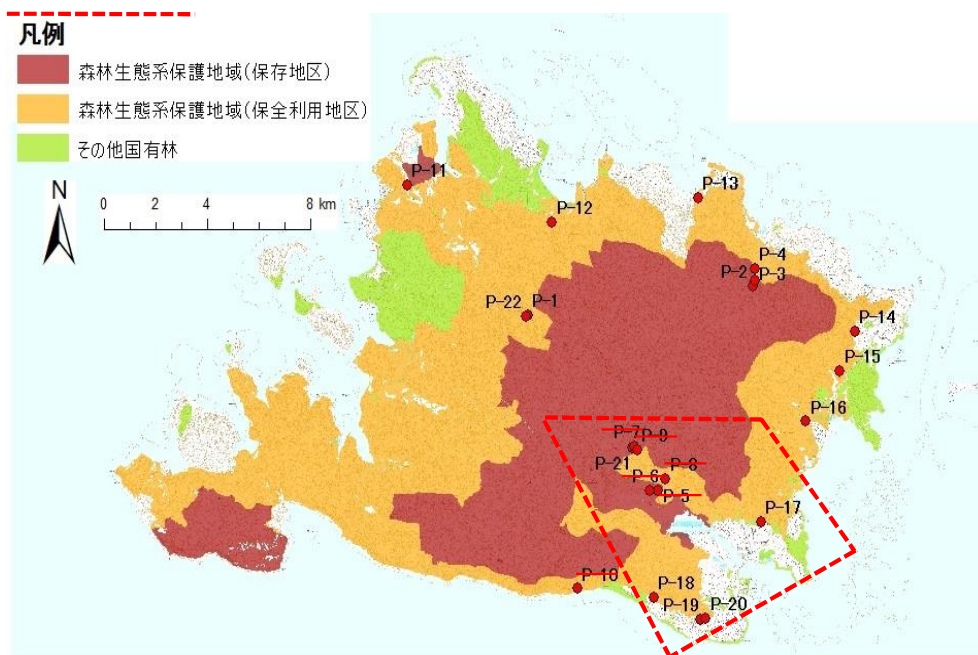 凡例
森林生態系保護地域(保存地区)
森林生態系保護地域(保全利用地区)
その他国有林
N
0 2 4 8 km
P-11
P-13
P-12
P-4
P-2
P-3
P-22
P-1
P-14
P-15
P-16
P-7
P-9
P-21
P-8
P-6
P-5
P-17
P-10
P-18
P-19
P-20